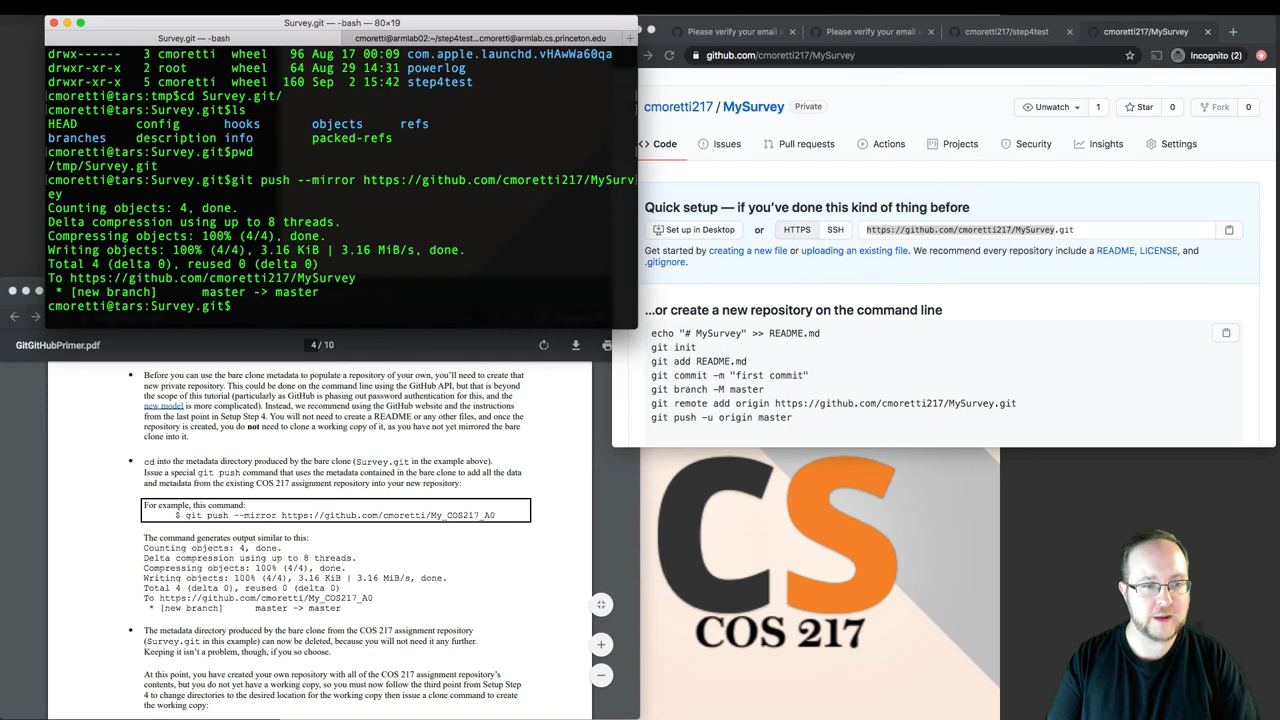 Survey.git — -bash — 80×19
Survey.git — -bash
cmoretti@armlab02:~/step4test...cmoretti@armlab.cs.princeton.edu
drwx------ 3 cmoretti wheel 96 Aug 17 00:09 com.apple.launchd.vHAwWa60qa
drwxr-xr-x 2 root wheel 64 Aug 29 14:31 powerlog
drwxr-xr-x 5 cmoretti wheel 160 Sep 2 15:42 step4test
cmoretti@tars:tmp$cd Survey.git/
cmoretti@tars:Survey.git$ls
HEAD config hooks objects refs
branches description info packed-refs
cmoretti@tars:Survey.git$pwd
/tmp/Survey.git
cmoretti@tars:Survey.git$git push --mirror https://github.com/cmoretti217/MySurv
ey
Counting objects: 4, done.
Delta compression using up to 8 threads.
Compressing objects: 100% (4/4), done.
Writing objects: 100% (4/4), 3.16 KiB | 3.16 MiB/s, done.
Total 4 (delta 0), reused 0 (delta 0)
To https://github.com/cmoretti217/MySurvey
* [new branch] master -> master
cmoretti@tars:Survey.git$
Please verify your email
Please verify your email
cmoretti217/step4test
cmoretti217/MySurvey
github.com/cmoretti217/MySurvey
Incognito (2)
cmoretti217 / MySurvey Private
Unwatch 1 Star 0 Fork 0
Code Issues Pull requests Actions Projects Security Insights Settings
Quick setup — if you've done this kind of thing before
Set up in Desktop or HTTPS SSH https://github.com/cmoretti217/MySurvey.git
Get started by creating a new file or uploading an existing file. We recommend every repository include a README, LICENSE, and
.gitignore.
...or create a new repository on the command line
echo "# MySurvey" >> README.md
git init
git add README.md
git commit -m "first commit"
git branch -M master
git remote add origin https://github.com/cmoretti217/MySurvey.git
git push -u origin master
GitGitHubPrimer.pdf
4 / 10
• Before you can use the bare clone metadata to populate a repository of your own, you'll need to create that
new private repository. This could be done on the command line using the GitHub API, but that is beyond
the scope of this tutorial (particularly as GitHub is phasing out password authentication for this, and the
new model is more complicated). Instead, we recommend using the GitHub website and the instructions
from the last point in Setup Step 4. You will not need to create a README or any other files, and once the
repository is created, you do not need to clone a working copy of it, as you have not yet mirrored the bare
clone into it.
• cd into the metadata directory produced by the bare clone (Survey.git in the example above).
Issue a special git push command that uses the metadata contained in the bare clone to add all the data
and metadata from the existing COS 217 assignment repository into your new repository:
For example, this command:
$ git push --mirror https://github.com/cmoretti/My_COS217_A0
The command generates output similar to this:
Counting objects: 4, done.
Delta compression using up to 8 threads.
Compressing objects: 100% (4/4), done.
Writing objects: 100% (4/4), 3.16 KiB | 3.16 MiB/s, done.
Total 4 (delta 0), reused 0 (delta 0)
To https://github.com/cmoretti/My_COS217_A0
* [new branch] master -> master
• The metadata directory produced by the bare clone from the COS 217 assignment repository
(Survey.git in this example) can now be deleted, because you will not need it any further.
Keeping it isn't a problem, though, if you so choose.
At this point, you have created your own repository with all of the COS 217 assignment repository's
contents, but you do not yet have a working copy, so you must now follow the third point from Setup Step
4 to change directories to the desired location for the working copy then issue a clone command to create
the working copy:
CS
COS 217